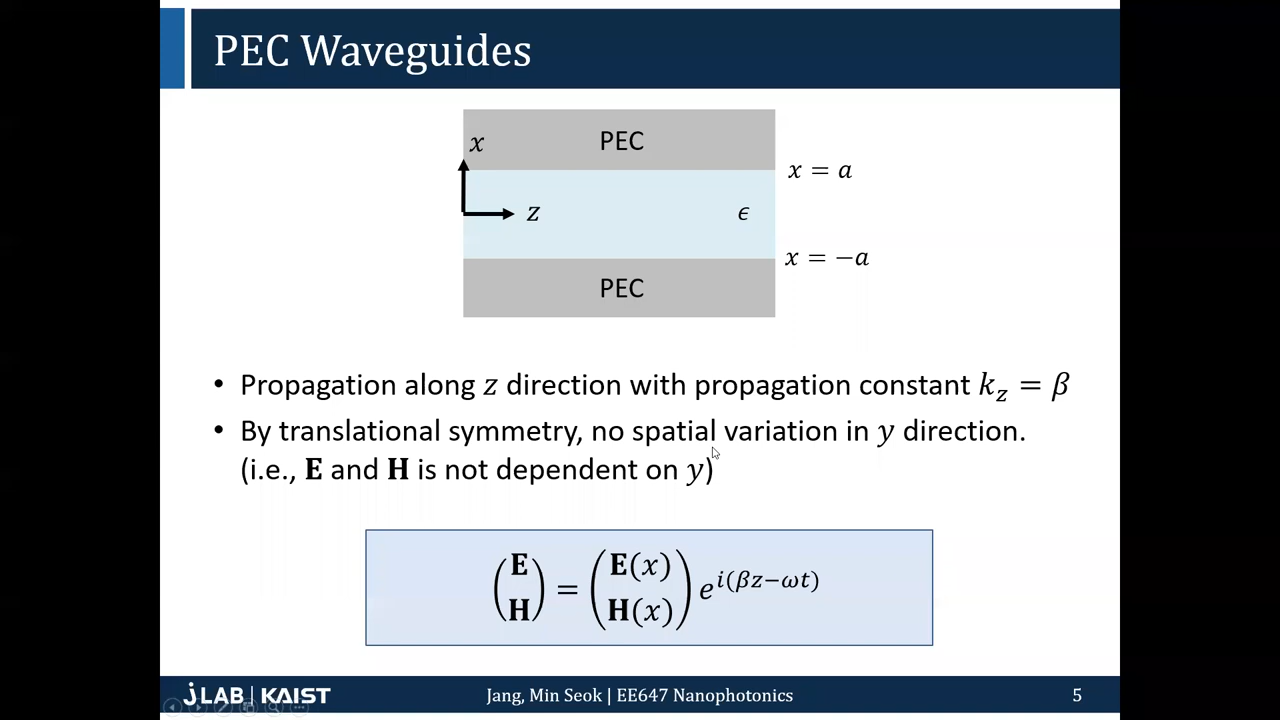 PEC Waveguides
PEC
x
x = a
z
ϵ
x = −a
PEC
• Propagation along z direction with propagation constant k_z = β
• By translational symmetry, no spatial variation in y direction.
(i.e., E and H is not dependent on y)
(E H) = (E(x) H(x)) e^{i(βz−ωt)}
jLAB | KAIST
Jang, Min Seok | EE647 Nanophotonics
5